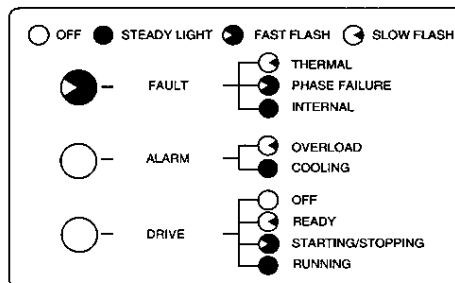 OFF STEADY LIGHT FAST FLASH SLOW FLASH
THERMAL
FAULT PHASE FAILURE
INTERNAL
OVERLOAD
ALARM
COOLING
OFF
READY
DRIVE
STARTING/STOPPING
RUNNING